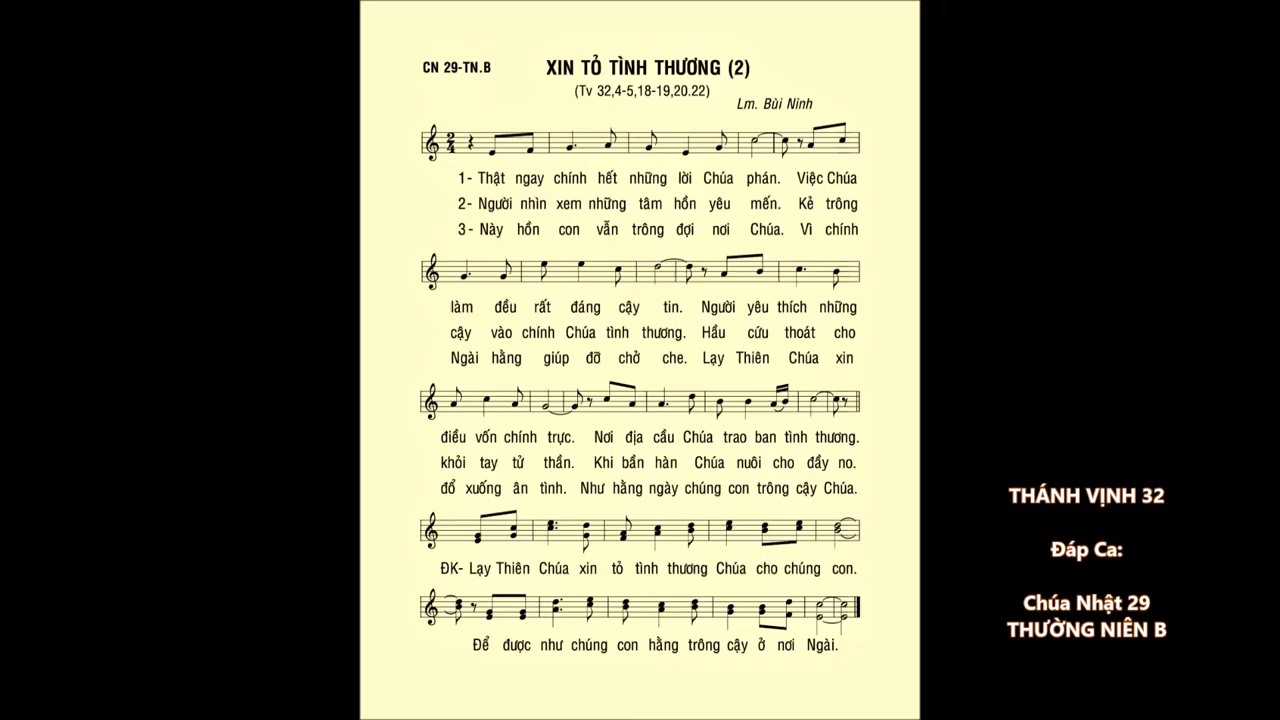 CN 29-TN.B
XIN TỎ TÌNH THƯƠNG (2)
(Tv 32,4-5,18-19,20.22)
Lm. Bùi Ninh
1- Thật ngay chính hết những lời Chúa phán. Việc Chúa
2- Người nhìn xem những tâm hồn yêu mến. Kẻ trông
3- Này hồn con vẫn trông đợi nơi Chúa. Vì chính
làm đều rất đáng cậy tin. Người yêu thích những
cậy vào chính Chúa tình thương. Hầu cứu thoát cho
Ngài hằng giúp đỡ chở che. Lạy Thiên Chúa xin
điều vốn chính trực. Nơi địa cầu Chúa trao ban tình thương.
khỏi tay tử thần. Khi bần hàn Chúa nuôi cho đầy no.
đổ xuống ân tình. Như hằng ngày chúng con trông cậy Chúa.
ĐK- Lạy Thiên Chúa xin tỏ tình thương Chúa cho chúng con.
Để được như chúng con hằng trông cậy ở nơi Ngài.
THÁNH VỊNH 32
Đáp Ca:
Chúa Nhật 29
THƯỜNG NIÊN B